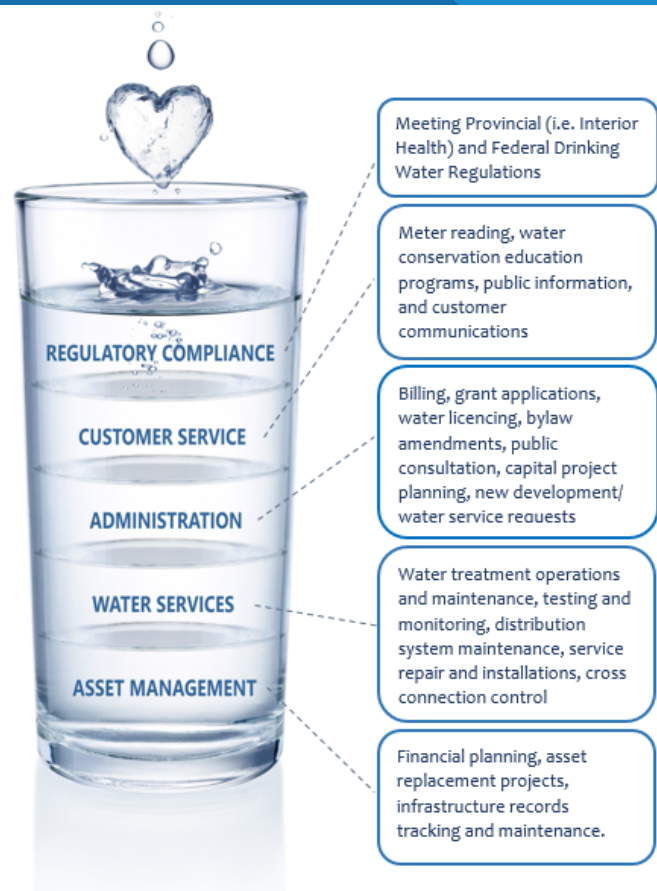 Meeting Provincial (i.e. Interior
Health) and Federal Drinking
Water Regulations
Meter reading, water
conservation education
programs, public information,
and customer
communications
REGULATORY COMPLIANCE
CUSTOMER SERVICE
Billing, grant applications,
water licencing, bylaw
amendments, public
consultation, capital project
planning, new development/
water service requests
ADMINISTRATION
Water treatment operations
and maintenance, testing and
monitoring, distribution
system maintenance, service
repair and installations, cross
connection control
WATER SERVICES
ASSET MANAGEMENT
Financial planning, asset
replacement projects,
infrastructure records
tracking and maintenance.